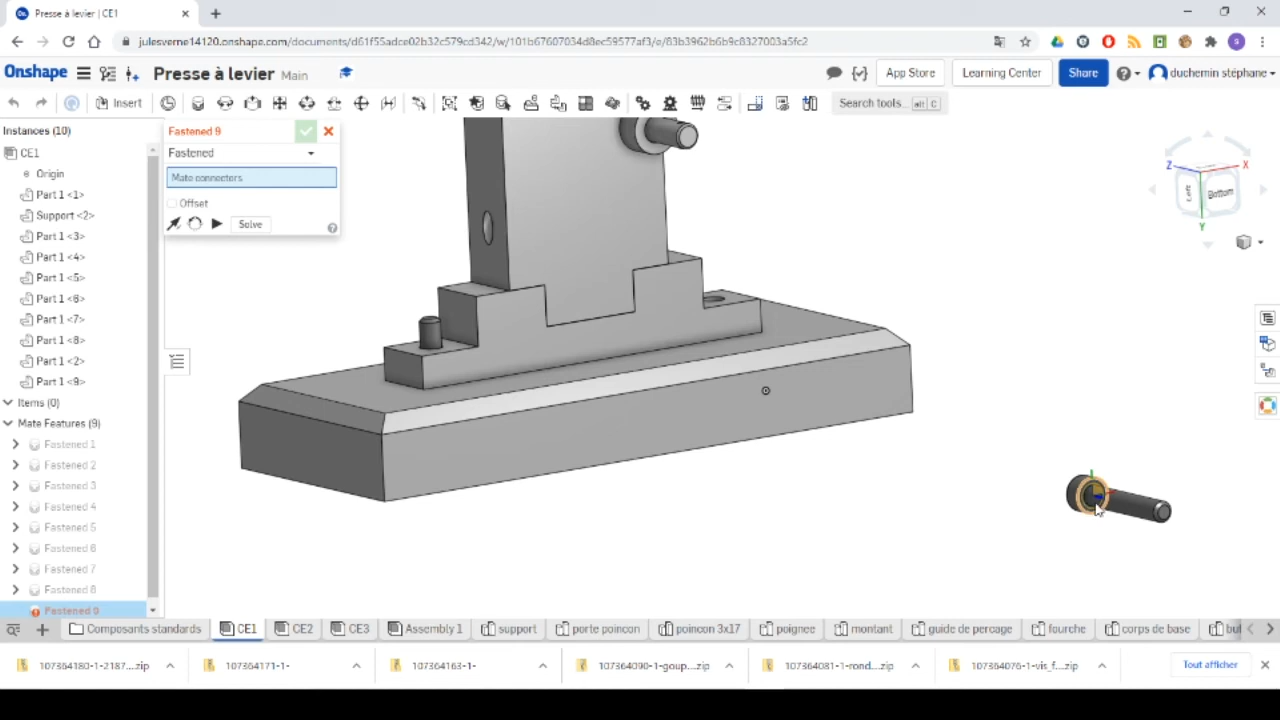 Presse à levier | CE1
julesverne14120.onshape.com/documents/d61f55adce02b32c579cd342/w/101b67607034d8ec59577af3/e/83b3962b6b9c8327003a5fc2
Onshape
Presse à levier Main
App Store
Learning Center
Share
duchemin stéphane
Insert
Search tools... alt C
Instances (10)
CE1
Origin
Part 1 <1>
Support <2>
Part 1 <3>
Part 1 <4>
Part 1 <5>
Part 1 <6>
Part 1 <7>
Part 1 <8>
Part 1 <2>
Part 1 <9>
Items (0)
Mate Features (9)
Fastened 1
Fastened 2
Fastened 3
Fastened 4
Fastened 5
Fastened 6
Fastened 7
Fastened 8
Fastened 9
Fastened 9
Fastened
Mate connectors
Offset
Solve
Z
X
Left
Bottom
Y
Composants standards
CE1
CE2
CE3
Assembly 1
support
porte poincon
poincon 3x17
poignee
montant
guide de percage
fourche
corps de base
but
107364180-1-2187...zip
107364171-1-
107364163-1-
107364090-1-goup...zip
107364081-1-rond...zip
107364076-1-vis_f...zip
Tout afficher